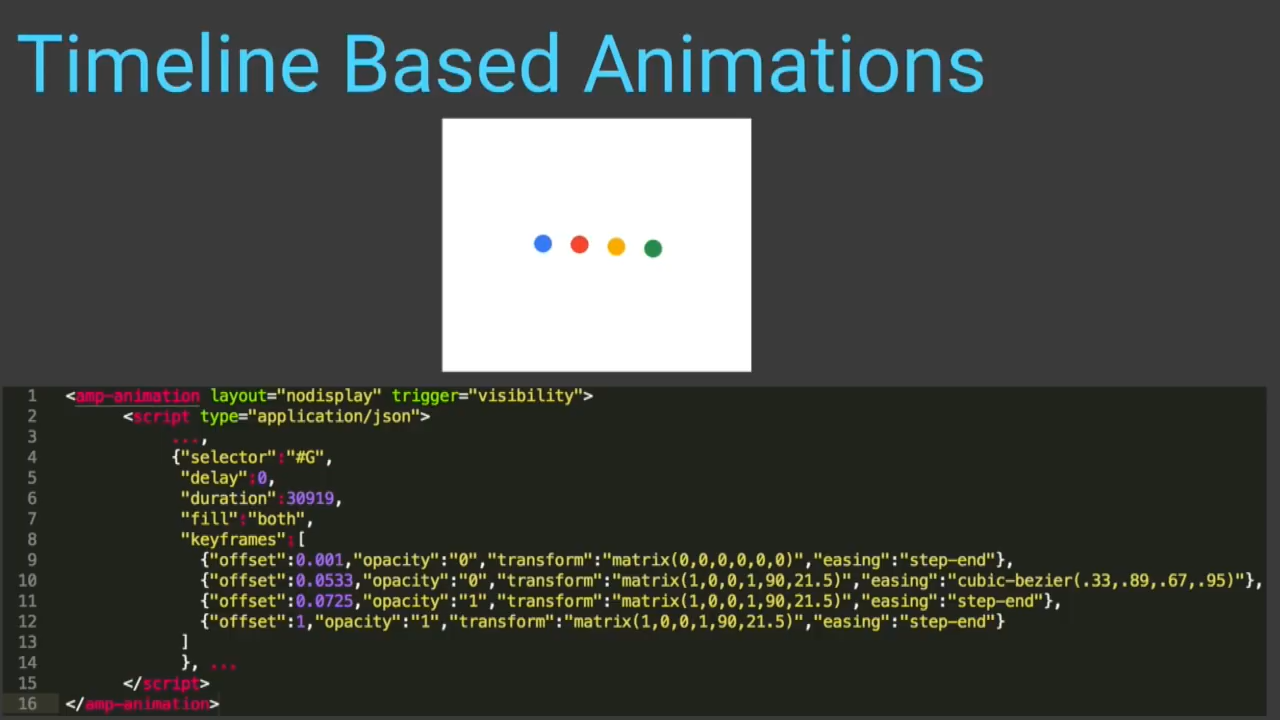 Timeline Based Animations
1 <amp-animation layout="nodisplay" trigger="visibility">
2 <script type="application/json">
3 ...,
4 {"selector":"#G",
5 "delay":0,
6 "duration":30919,
7 "fill":"both",
8 "keyframes":[
9 {"offset":0.001,"opacity":"0","transform":"matrix(0,0,0,0,0,0)","easing":"step-end"},
10 {"offset":0.0533,"opacity":"0","transform":"matrix(1,0,0,1,90,21.5)","easing":"cubic-bezier(.33,.89,.67,.95)"},
11 {"offset":0.0725,"opacity":"1","transform":"matrix(1,0,0,1,90,21.5)","easing":"step-end"},
12 {"offset":1,"opacity":"1","transform":"matrix(1,0,0,1,90,21.5)","easing":"step-end"}
13 ]
14 }, ...
15 </script>
16 </amp-animation>